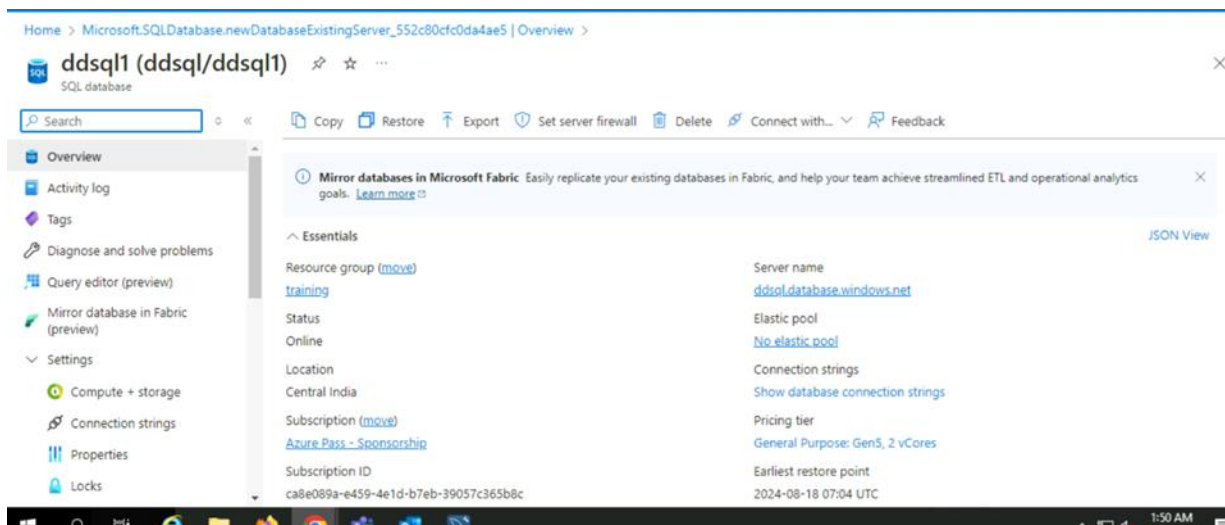 Home > Microsoft.SQLDatabase.newDatabaseExistingServer_552c80cfc0da4ae5 | Overview >
ddsql1 (ddsql/ddsql1)
SQL database
Search
Copy Restore Export Set server firewall Delete Connect with... Feedback
Overview
Activity log
Tags
Diagnose and solve problems
Query editor (preview)
Mirror database in Fabric
(preview)
Settings
Compute + storage
Connection strings
Properties
Locks
Mirror databases in Microsoft Fabric Easily replicate your existing databases in Fabric, and help your team achieve streamlined ETL and operational analytics
goals. Learn more
Essentials
JSON View
Resource group (move)
training
Status
Online
Location
Central India
Subscription (move)
Azure Pass - Sponsorship
Subscription ID
ca8e089a-e459-4e1d-b7eb-39057c365b8c
Server name
ddsql.database.windows.net
Elastic pool
No elastic pool
Connection strings
Show database connection strings
Pricing tier
General Purpose: Gen5, 2 vCores
Earliest restore point
2024-08-18 07:04 UTC
1:50 AM